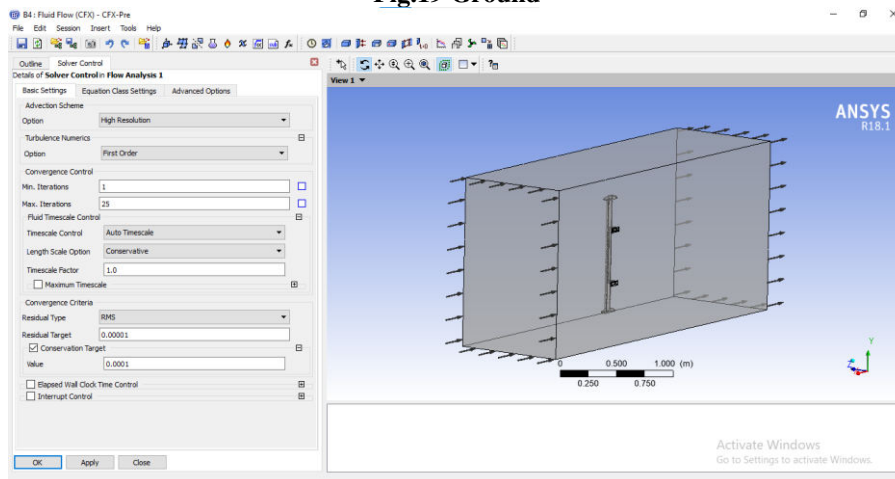 Fig.19 Ground
B4 : Fluid Flow (CFX) - CFX-Pre
File Edit Session Insert Tools Help
Outline Solver Control
Details of Solver Control in Flow Analysis 1
Basic Settings Equation Class Settings Advanced Options
Advection Scheme
Option High Resolution
Turbulence Numerics
Option First Order
Convergence Control
Min. Iterations 1
Max. Iterations 25
Fluid Timescale Control
Timescale Control Auto Timescale
Length Scale Option Conservative
Timescale Factor 1.0
Maximum Timescale
Convergence Criteria
Residual Type RMS
Residual Target 0.00001
Conservation Target
Value 0.0001
Elapsed Wall Clock Time Control
Interrupt Control
OK Apply Close
View 1
ANSYS
R18.1
0 0.500 1.000 (m)
0.250 0.750
Y
Activate Windows
Go to Settings to activate Windows.